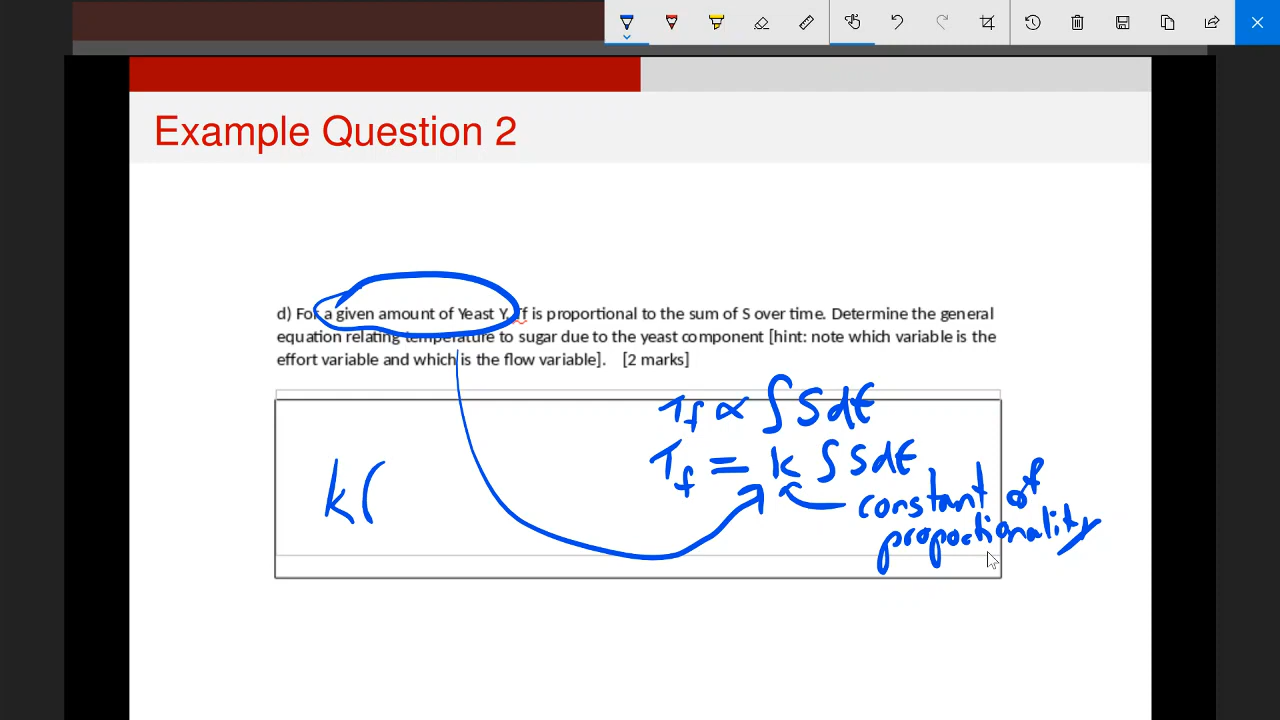 Example Question 2
d) For a given amount of Yeast Y, Tf is proportional to the sum of S over time. Determine the general
equation relating temperature to sugar due to the yeast component [hint: note which variable is the
effort variable and which is the flow variable]. [2 marks]
Tf ∝ ∫ S dt
Tf = k ∫ S dt
k(
constant of
proportionality